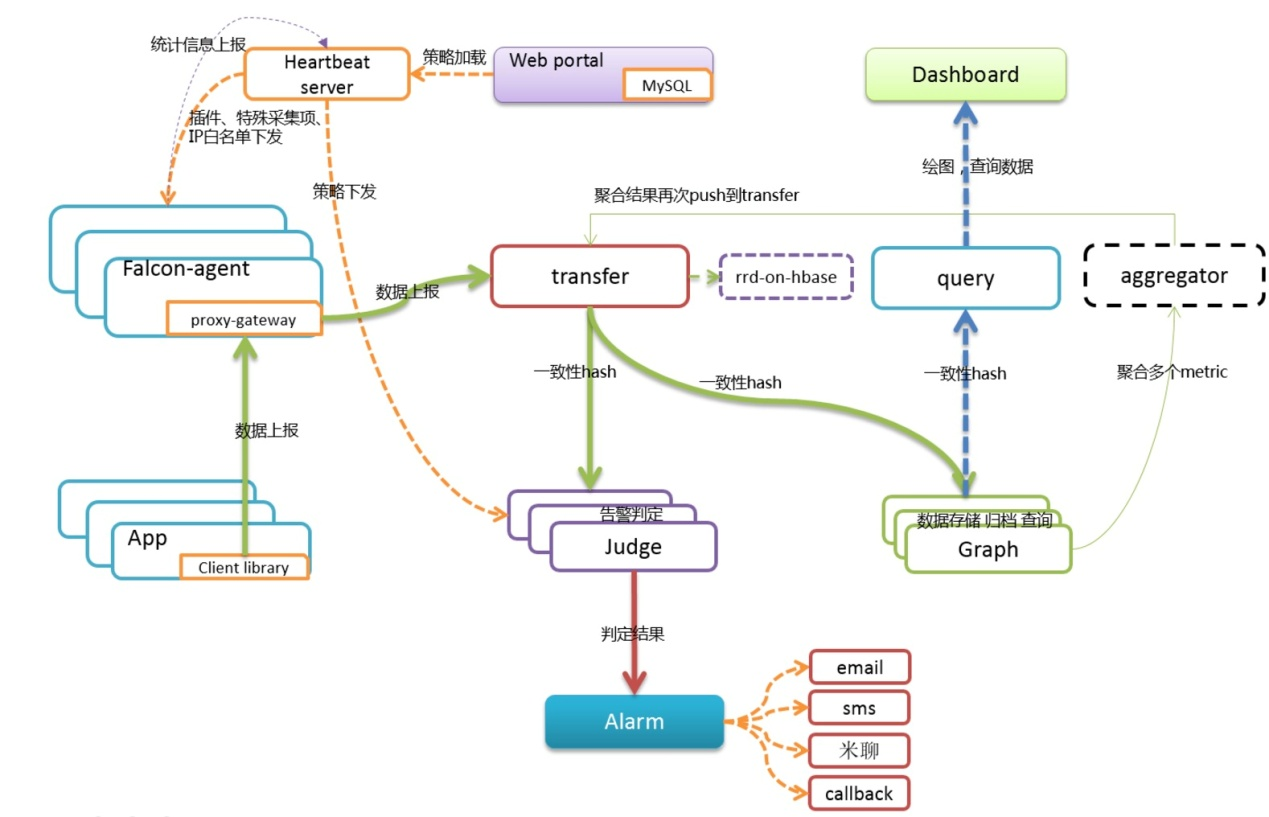 统计信息上报
Heartbeat
server
策略加载
Web portal
MySQL
Dashboard
插件、特殊采集项、
IP白名单下发
策略下发
绘图，查询数据
聚合结果再次push到transfer
Falcon-agent
proxy-gateway
数据上报
transfer
rrd-on-hbase
query
aggregator
一致性hash
一致性hash
一致性hash
聚合多个metric
数据上报
App
Client library
告警判定
Judge
数据存储 归档 查询
Graph
判定结果
Alarm
email
sms
米聊
callback